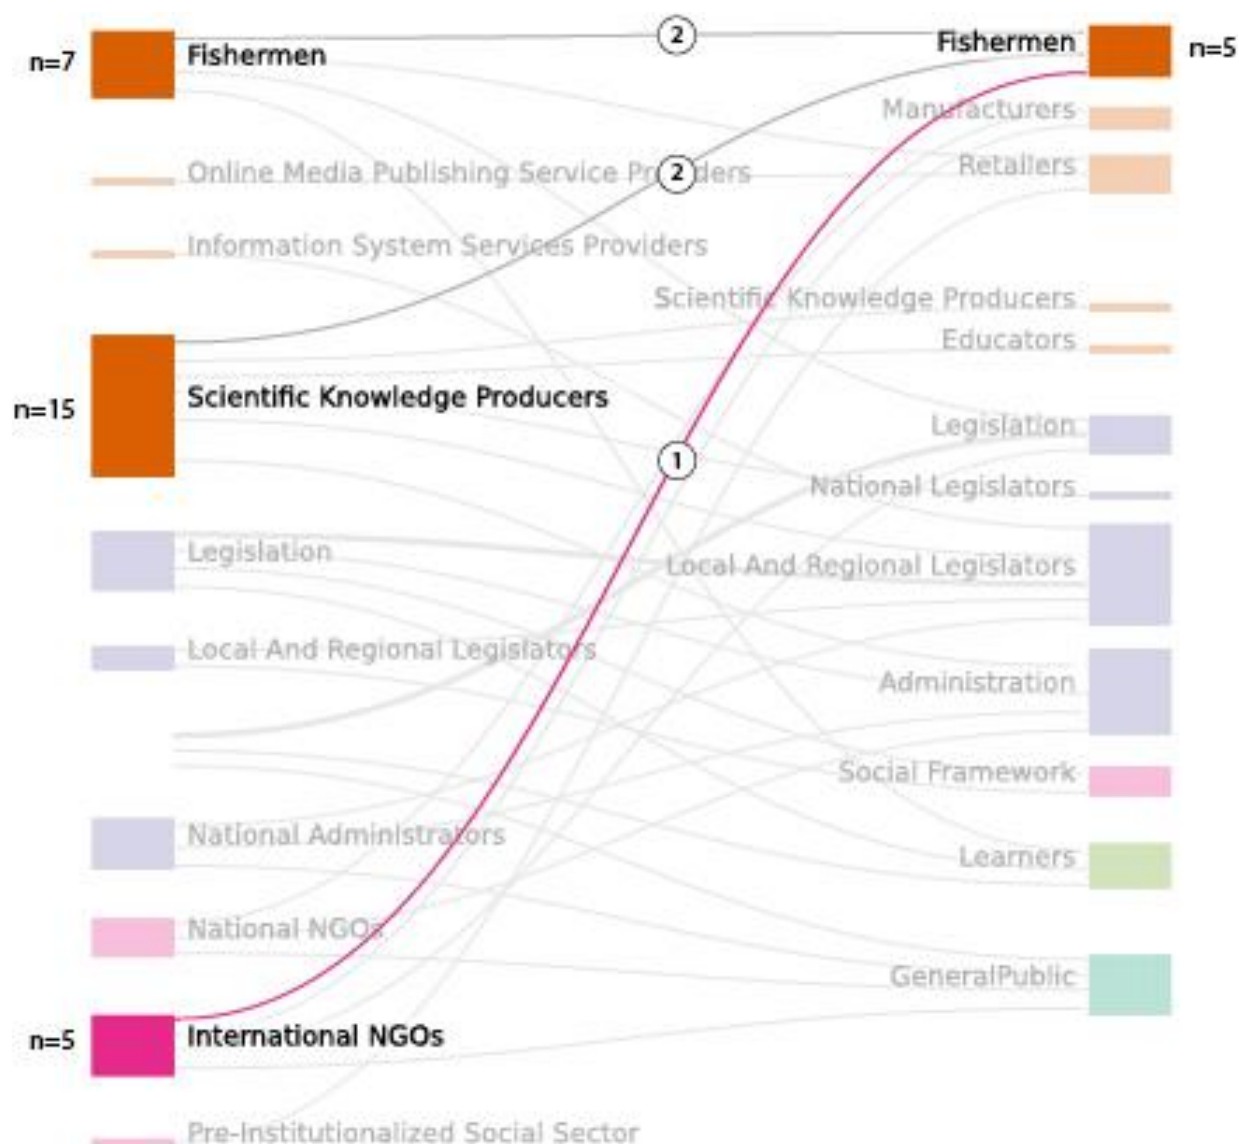 n=7
Fishermen
Online Media Publishing Service Providers
Information System Services Providers
n=15
Scientific Knowledge Producers
Legislation
Local And Regional Legislators
National Administrators
National NGOs
n=5
International NGOs
Pre-Institutionalized Social Sector
2
2
1
Fishermen
n=5
Manufacturers
Retailers
Scientific Knowledge Producers
Educators
Legislation
National Legislators
Local And Regional Legislators
Administration
Social Framework
Learners
GeneralPublic